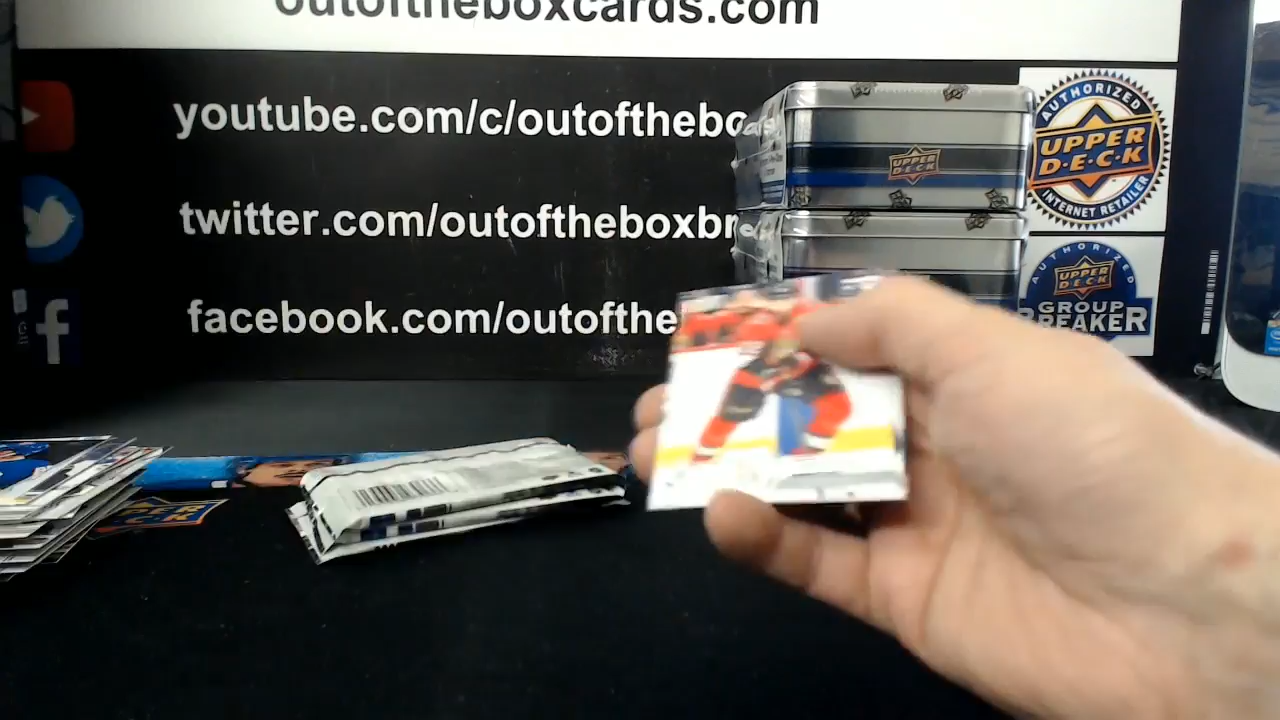 outoftheboxcards.com
youtube.com/c/outofthebo
twitter.com/outoftheboxbr
facebook.com/outofthe
UPPER
DECK
AUTHORIZED
UPPER
D·E·C·K
INTERNET RETAILER
AUTHORIZED
UPPER
DECK
GROUP
BREAKER